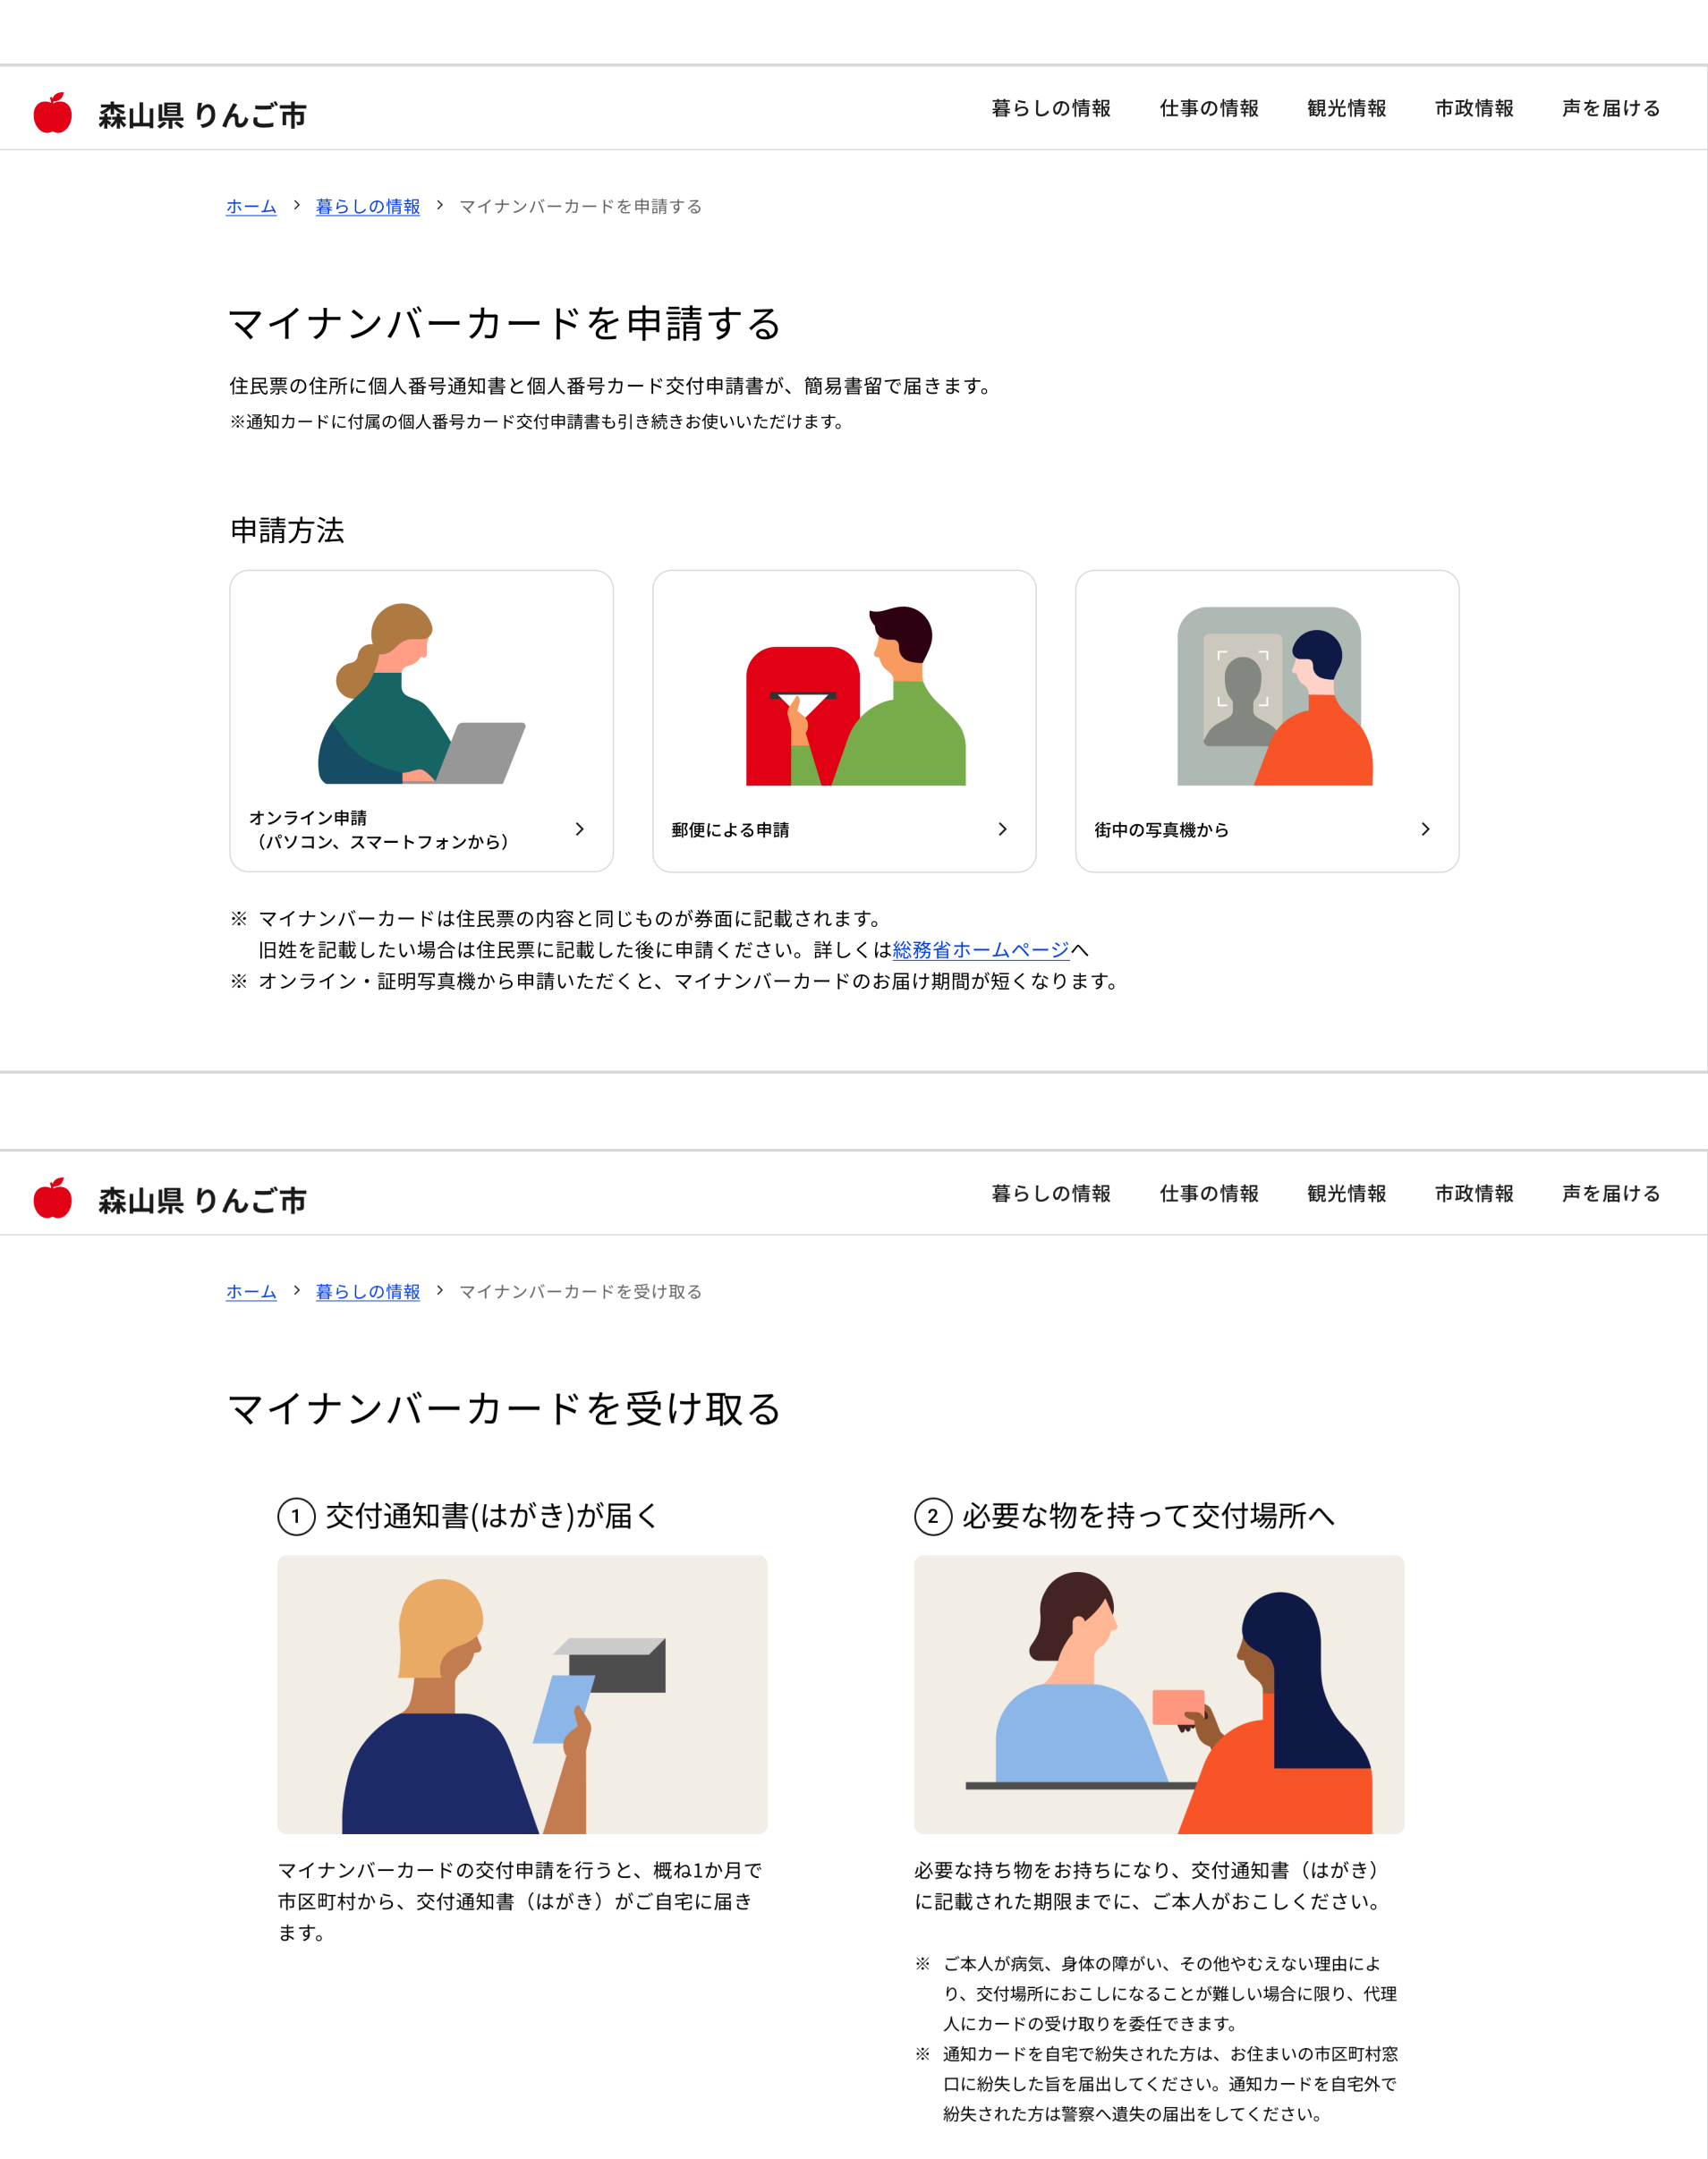 森山県 りんご市
暮らしの情報 仕事の情報 観光情報 市政情報 声を届ける
ホーム > 暮らしの情報 > マイナンバーカードを申請する
マイナンバーカードを申請する
住民票の住所に個人番号通知書と個人番号カード交付申請書が、簡易書留で届きます。
※通知カードに付属の個人番号カード交付申請書も引き続きお使いいただけます。
申請方法
オンライン申請
（パソコン、スマートフォンから）
郵便による申請
街中の写真機から
※ マイナンバーカードは住民票の内容と同じものが券面に記載されます。
旧姓を記載したい場合は住民票に記載した後に申請ください。詳しくは総務省ホームページへ
※ オンライン・証明写真機から申請いただくと、マイナンバーカードのお届け期間が短くなります。
森山県 りんご市
暮らしの情報 仕事の情報 観光情報 市政情報 声を届ける
ホーム > 暮らしの情報 > マイナンバーカードを受け取る
マイナンバーカードを受け取る
1 交付通知書(はがき)が届く
マイナンバーカードの交付申請を行うと、概ね1か月で
市区町村から、交付通知書（はがき）がご自宅に届き
ます。
2 必要な物を持って交付場所へ
必要な持ち物をお持ちになり、交付通知書（はがき）
に記載された期限までに、ご本人がおこしください。
※ ご本人が病気、身体の障がい、その他やむえない理由によ
り、交付場所におこしになることが難しい場合に限り、代理
人にカードの受け取りを委任できます。
※ 通知カードを自宅で紛失された方は、お住まいの市区町村窓
口に紛失した旨を届出してください。通知カードを自宅外で
紛失された方は警察へ遺失の届出をしてください。